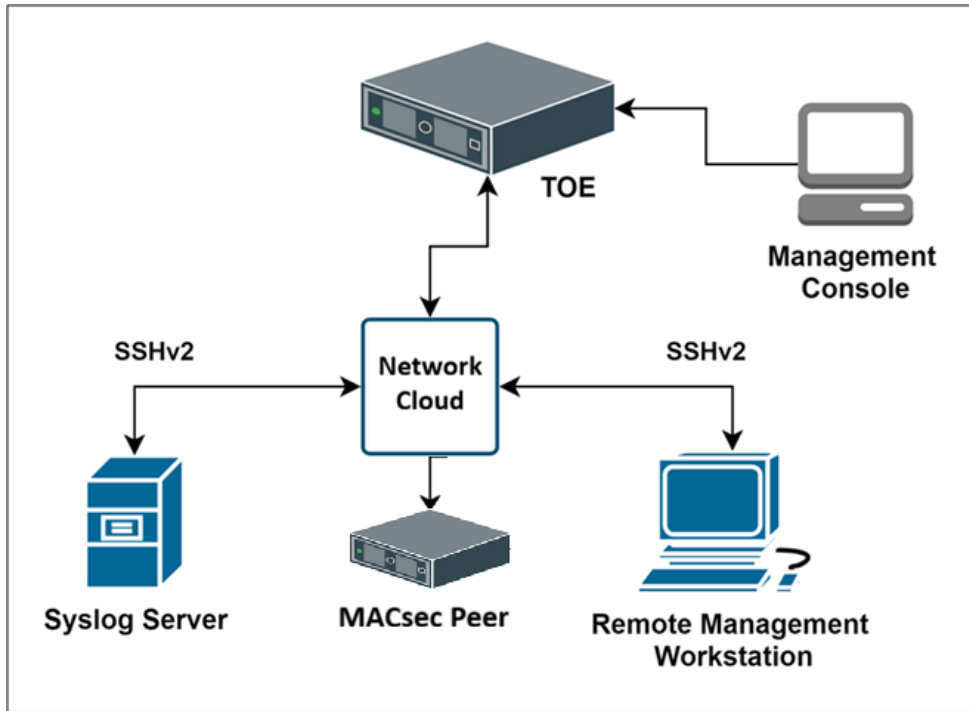 TOE
Management
Console
SSHv2
SSHv2
Network
Cloud
Syslog Server
MACsec Peer
Remote Management
Workstation